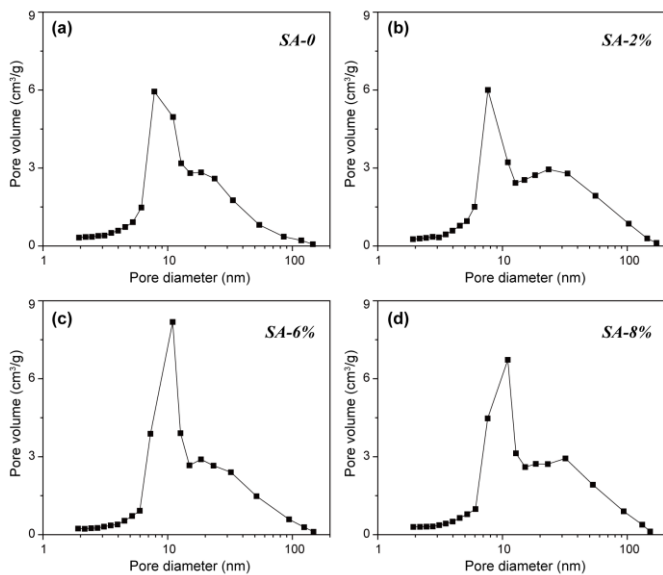 (a) SA-0
9
6
3
0
Pore volume (cm³/g)
1 10 100
Pore diameter (nm)
(b) SA-2%
9
6
3
0
Pore volume (cm³/g)
1 10 100
Pore diameter (nm)
(c) SA-6%
9
6
3
0
Pore volume (cm³/g)
1 10 100
Pore diameter (nm)
(d) SA-8%
9
6
3
0
Pore volume (cm³/g)
1 10 100
Pore diameter (nm)